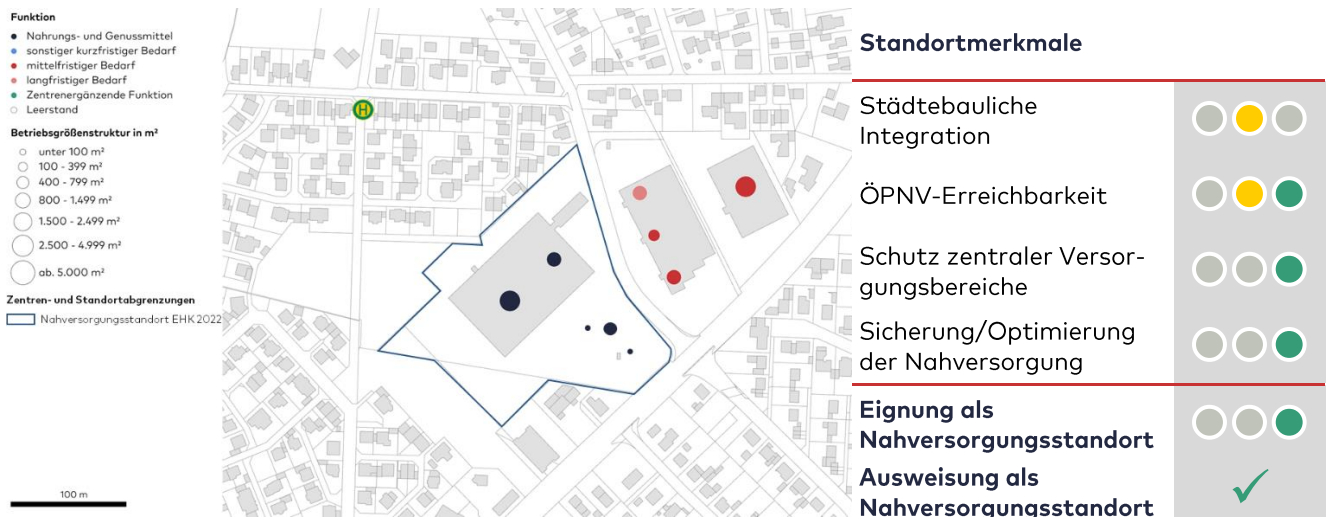 Funktion
Nahrungs- und Genussmittel
sonstiger kurzfristiger Bedarf
mittelfristiger Bedarf
langfristiger Bedarf
Zentrenergänzende Funktion
Leerstand
Betriebsgrößenstruktur in m²
unter 100 m²
100 - 399 m²
400 - 799 m²
800 - 1.499 m²
1.500 - 2.499 m²
2.500 - 4.999 m²
ab. 5.000 m²
Zentren- und Standortabgrenzungen
Nahversorgungsstandort EHK 2022
100 m
H
Standortmerkmale
Städtebauliche
Integration
ÖPNV-Erreichbarkeit
Schutz zentraler Versor-
gungsbereiche
Sicherung/Optimierung
der Nahversorgung
Eignung als
Nahversorgungsstandort
Ausweisung als
Nahversorgungsstandort